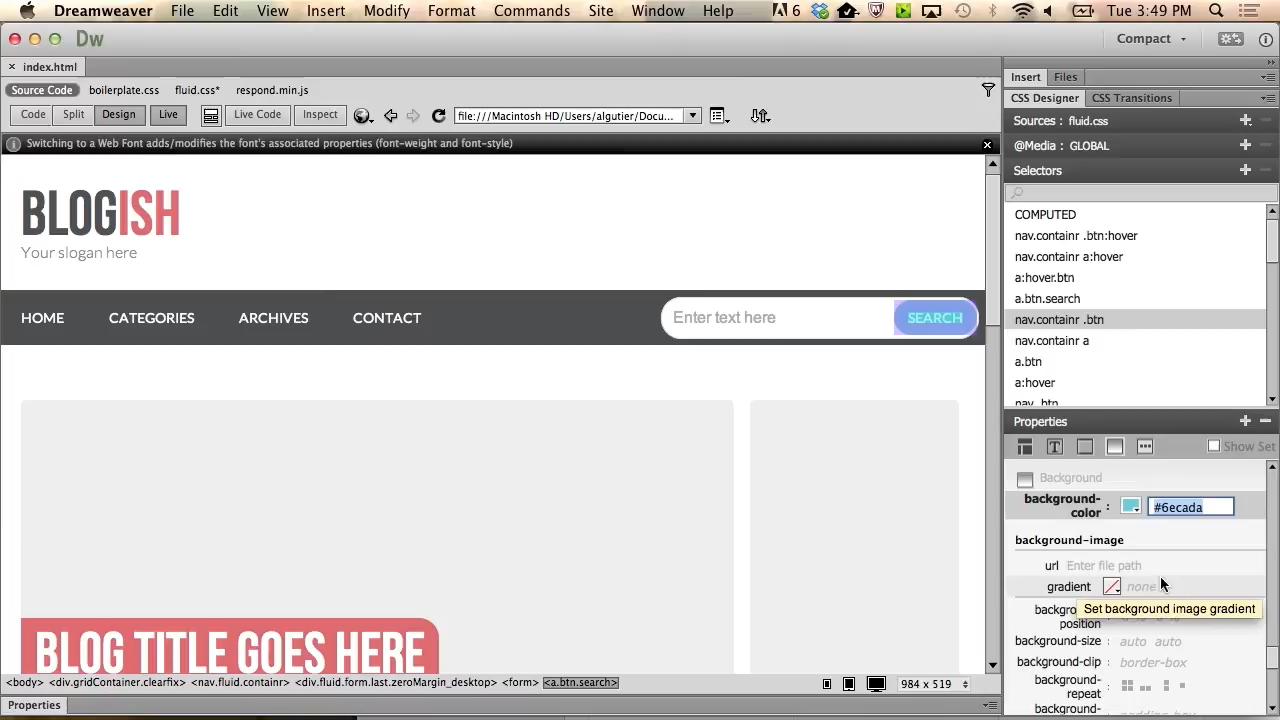 Dreamweaver File Edit View Insert Modify Format Commands Site Window Help 6 Tue 3:49 PM
Dw Compact
index.html
Insert Files
Source Code boilerplate.css fluid.css* respond.min.js
CSS Designer CSS Transitions
Code Split Design Live Live Code Inspect file:///Macintosh HD/Users/algutier/Docu...
Sources : fluid.css
Switching to a Web Font adds/modifies the font's associated properties (font-weight and font-style)
@Media : GLOBAL
Selectors
BLOGISH
Your slogan here
COMPUTED
nav.containr .btn:hover
nav.containr a:hover
a:hover.btn
a.btn.search
nav.containr .btn
nav.containr a
a.btn
a:hover
nav .btn
HOME CATEGORIES ARCHIVES CONTACT Enter text here SEARCH
Properties
Show Set
Background
background-
color : #6ecada
background-image
url Enter file path
gradient none
Set background image gradient
backgro
position
background-size : auto auto
background-clip : border-box
background-
repeat :
background-
padding-box
BLOG TITLE GOES HERE
<body> <div.gridContainer.clearfix> <nav.fluid.containr> <div.fluid.form.last.zeroMargin_desktop> <form> <a.btn.search> 984 x 519
Properties